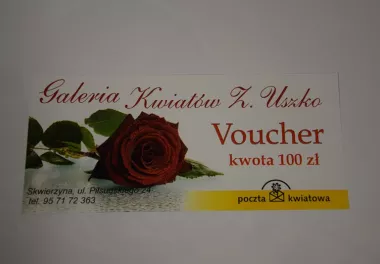 Galeria Kwiatów Z. Uszko
Voucher
kwota 100 zł
Skwierzyna, ul. Piłsudskiego 24
tel. 95 71 72 363
poczta kwiatowa